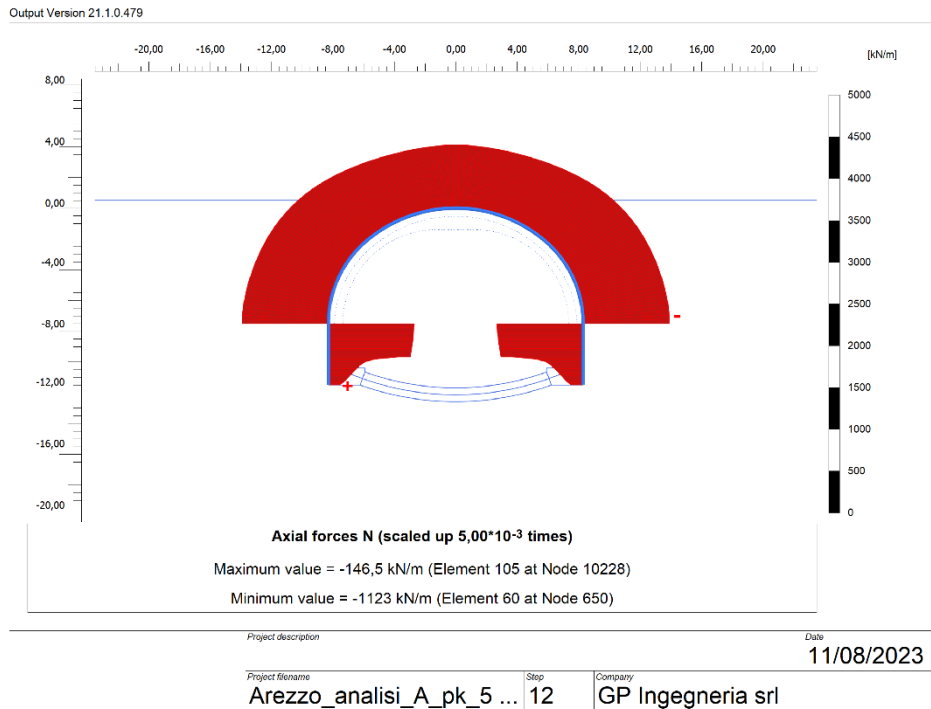 Output Version 21.1.0.479
-20,00 -16,00 -12,00 -8,00 -4,00 0,00 4,00 8,00 12,00 16,00 20,00
[kN/m]
8,00
4,00
0,00
-4,00
-8,00
-12,00
-16,00
-20,00
-
+
5000
4500
4000
3500
3000
2500
2000
1500
1000
500
0
Axial forces N (scaled up 5,00*10-3 times)
Maximum value = -146,5 kN/m (Element 105 at Node 10228)
Minimum value = -1123 kN/m (Element 60 at Node 650)
Project description
Date
11/08/2023
Project filename
Step
Company
Arezzo_analisi_A_pk_5 ... 12 GP Ingegneria srl